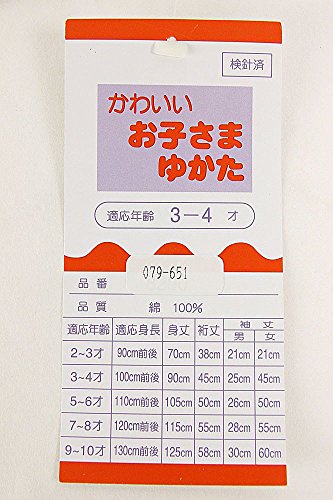 検針済
かわいい
お子さま
ゆかた
適応年齢 3ー4 才
品番 079-651
品質 綿 100%
適応年齢 適応身長 身丈 裄丈 袖丈
男 女
2~3才 90cm前後 70cm 38cm 21cm 21cm
3~4才 100cm前後 90cm 45cm 25cm 45cm
5~6才 110cm前後 105cm 50cm 26cm 50cm
7~8才 120cm前後 115cm 55cm 28cm 55cm
9~10才 130cm前後 125cm 58cm 30cm 60cm